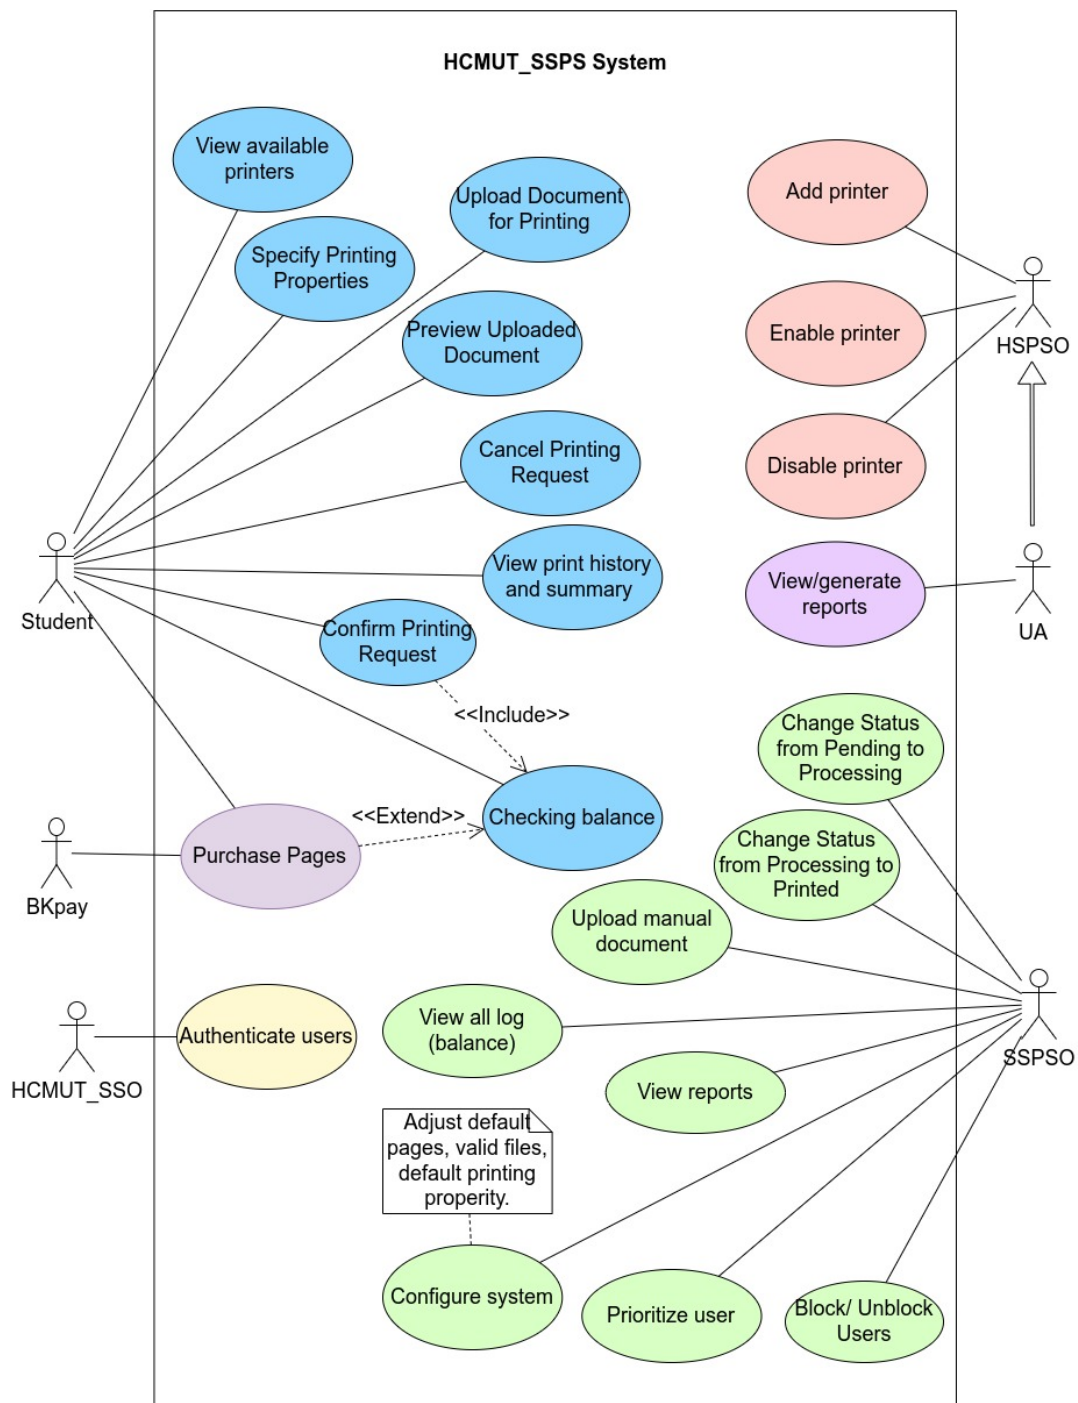 HCMUT_SSPS System
View available
printers
Upload Document
for Printing
Specify Printing
Properties
Preview Uploaded
Document
Cancel Printing
Request
View print history
and summary
Confirm Printing
Request
<<Include>>
Checking balance
<<Extend>>
Purchase Pages
Student
BKpay
HCMUT_SSO
Authenticate users
Add printer
Enable printer
Disable printer
HSPSO
View/generate
reports
UA
Change Status
from Pending to
Processing
Change Status
from Processing to
Printed
Upload manual
document
View all log
(balance)
View reports
SSPSO
Adjust default
pages, valid files,
default printing
properity.
Configure system
Prioritize user
Block/ Unblock
Users